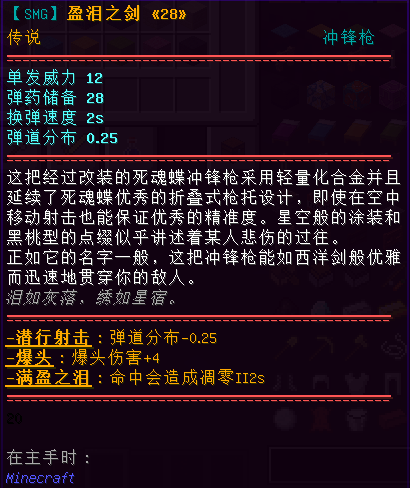 【SMG】盈泪之剑 《28》
传说 冲锋枪
单发威力 12
弹药储备 28
换弹速度 2s
弹道分布 0.25
这把经过改装的死魂蝶冲锋枪采用轻量化合金并且
延续了死魂蝶优秀的折叠式枪托设计，即使在空中
移动射击也能保证优秀的精准度。星空般的涂装和
黑桃型的点缀似乎讲述着某人悲伤的过往。
正如它的名字一般，这把冲锋枪能如西洋剑般优雅
而迅速地贯穿你的敌人。
泪如灰落，绣如星宿。
-潜行射击：弹道分布-0.25
-爆头：爆头伤害+4
-满盈之泪：命中会造成凋零II2s
20
在主手时：
Minecraft